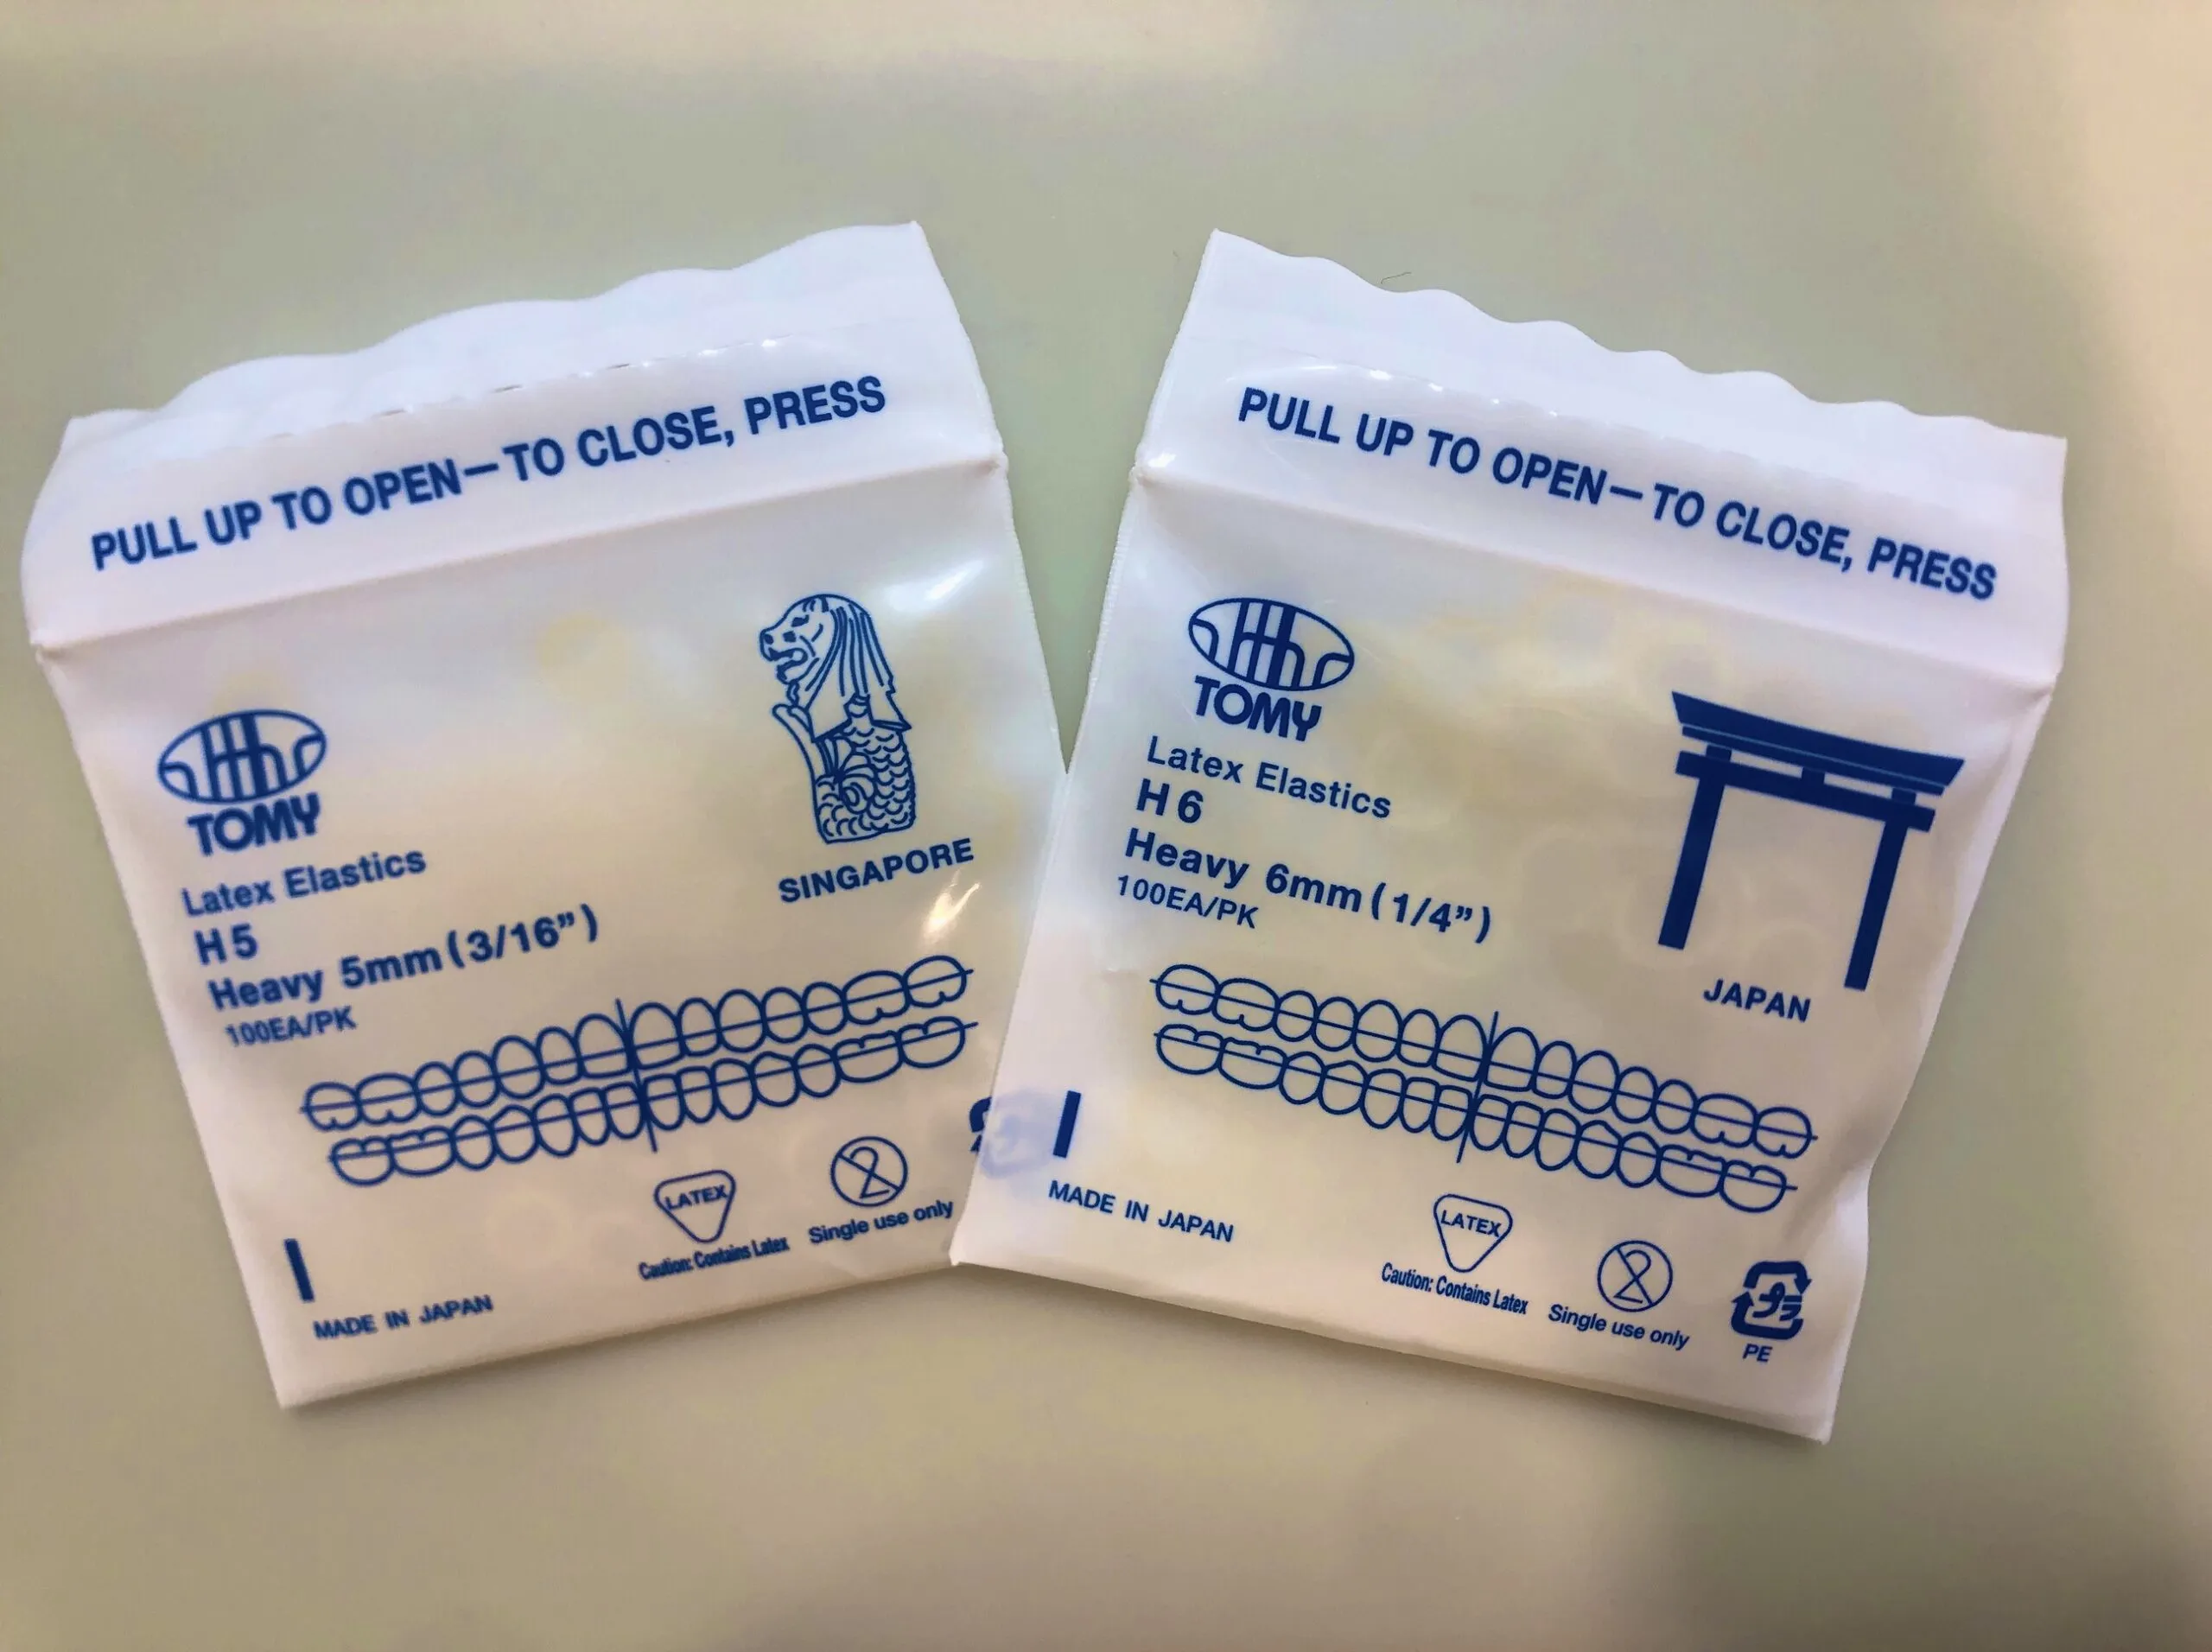 PULL UP TO OPEN—TO CLOSE, PRESS
TOMY
SINGAPORE
Latex Elastics
H5
Heavy 5mm(3/16”)
100EA/PK
LATEX
Caution: Contains Latex
2
Single use only
MADE IN JAPAN
PULL UP TO OPEN—TO CLOSE, PRESS
TOMY
Latex Elastics
H6
Heavy 6mm(1/4”)
100EA/PK
JAPAN
MADE IN JAPAN
LATEX
Caution: Contains Latex
2
Single use only
プラ
PE